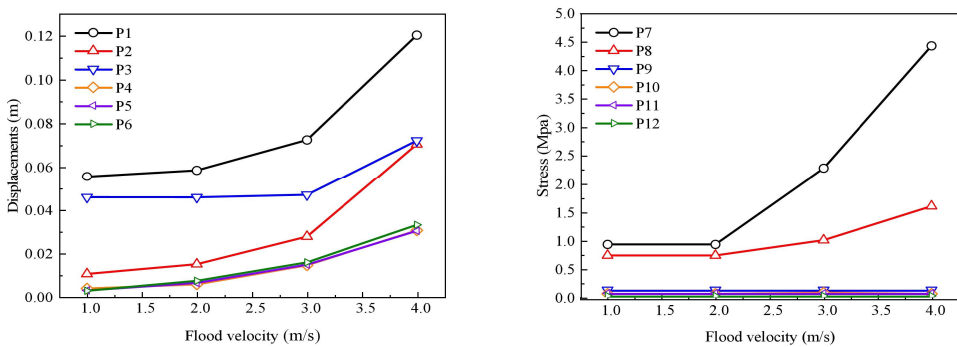 0.12
0.10
0.08
0.06
0.04
0.02
0.00
Displacements (m)
P1
P2
P3
P4
P5
P6
1.0 1.5 2.0 2.5 3.0 3.5 4.0
Flood velocity (m/s)
5.0
4.5
4.0
3.5
3.0
2.5
2.0
1.5
1.0
0.5
0.0
Stress (Mpa)
P7
P8
P9
P10
P11
P12
1.0 1.5 2.0 2.5 3.0 3.5 4.0
Flood velocity (m/s)